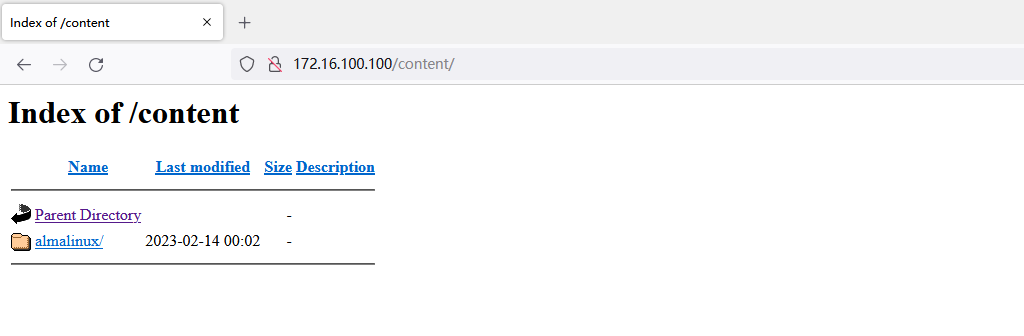 Index of /content
172.16.100.100/content/
Index of /content
Name Last modified Size Description
Parent Directory -
almalinux/ 2023-02-14 00:02 -